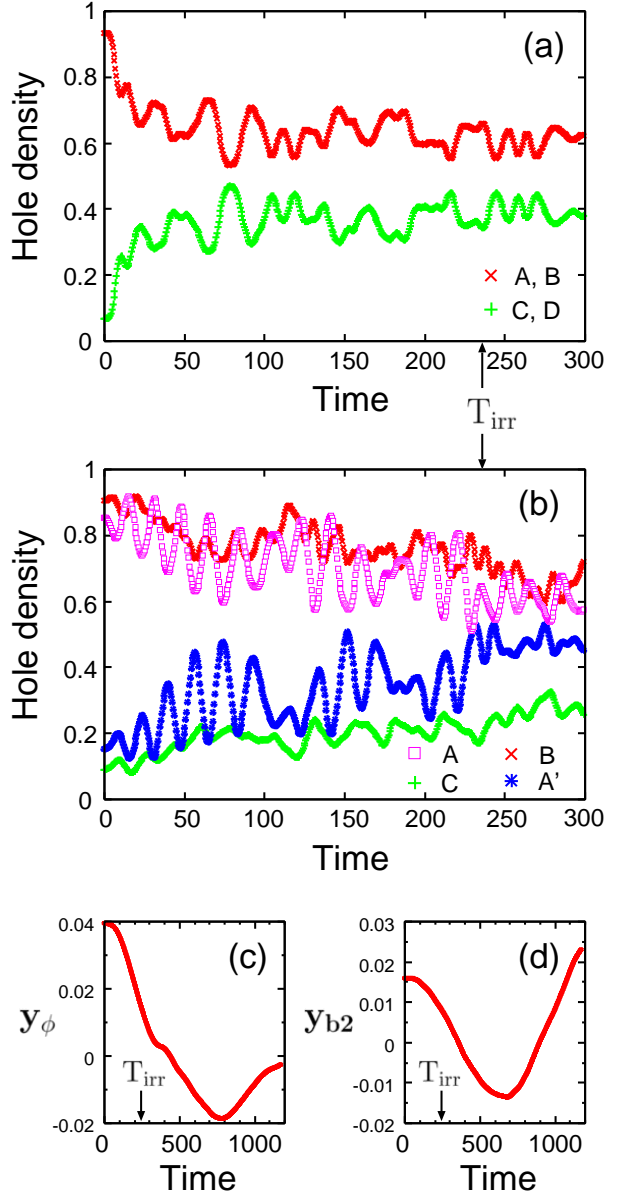 (a)
Hole density
1
0.8
0.6
0.4
0.2
0
A, B
C, D
0 50 100 150 200 250 300
Time
T_irr
(b)
Hole density
1
0.8
0.6
0.4
0.2
0
A B
C A'
0 50 100 150 200 250 300
Time
(c)
y_ϕ
0.04
0.02
0
-0.02
T_irr
0 500 1000
Time
(d)
y_b2
0.03
0.02
0.01
0
-0.01
-0.02
T_irr
0 500 1000
Time